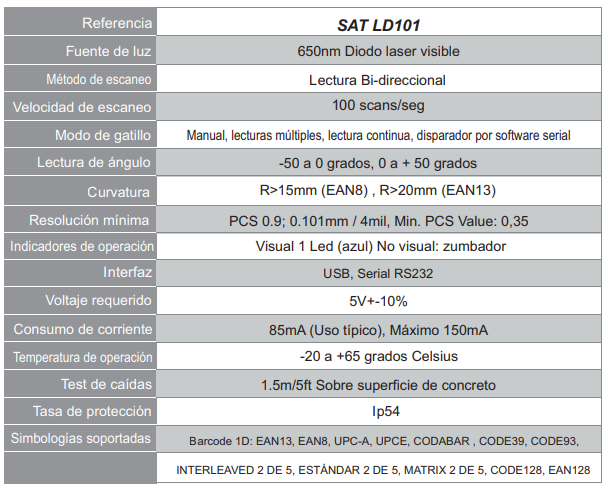 Referencia SAT LD101
Fuente de luz 650nm Diodo laser visible
Método de escaneo Lectura Bi-direccional
Velocidad de escaneo 100 scans/seg
Modo de gatillo Manual, lecturas múltiples, lectura continua, disparador por software serial
Lectura de ángulo -50 a 0 grados, 0 a + 50 grados
Curvatura R>15mm (EAN8) , R>20mm (EAN13)
Resolución mínima PCS 0.9; 0.101mm / 4mil, Min. PCS Value: 0,35
Indicadores de operación Visual 1 Led (azul) No visual: zumbador
Interfaz USB, Serial RS232
Voltaje requerido 5V+-10%
Consumo de corriente 85mA (Uso típico), Máximo 150mA
Temperatura de operación -20 a +65 grados Celsius
Test de caídas 1.5m/5ft Sobre superficie de concreto
Tasa de protección Ip54
Simbologías soportadas Barcode 1D: EAN13, EAN8, UPC-A, UPCE, CODABAR , CODE39, CODE93,
INTERLEAVED 2 DE 5, ESTÁNDAR 2 DE 5, MATRIX 2 DE 5, CODE128, EAN128